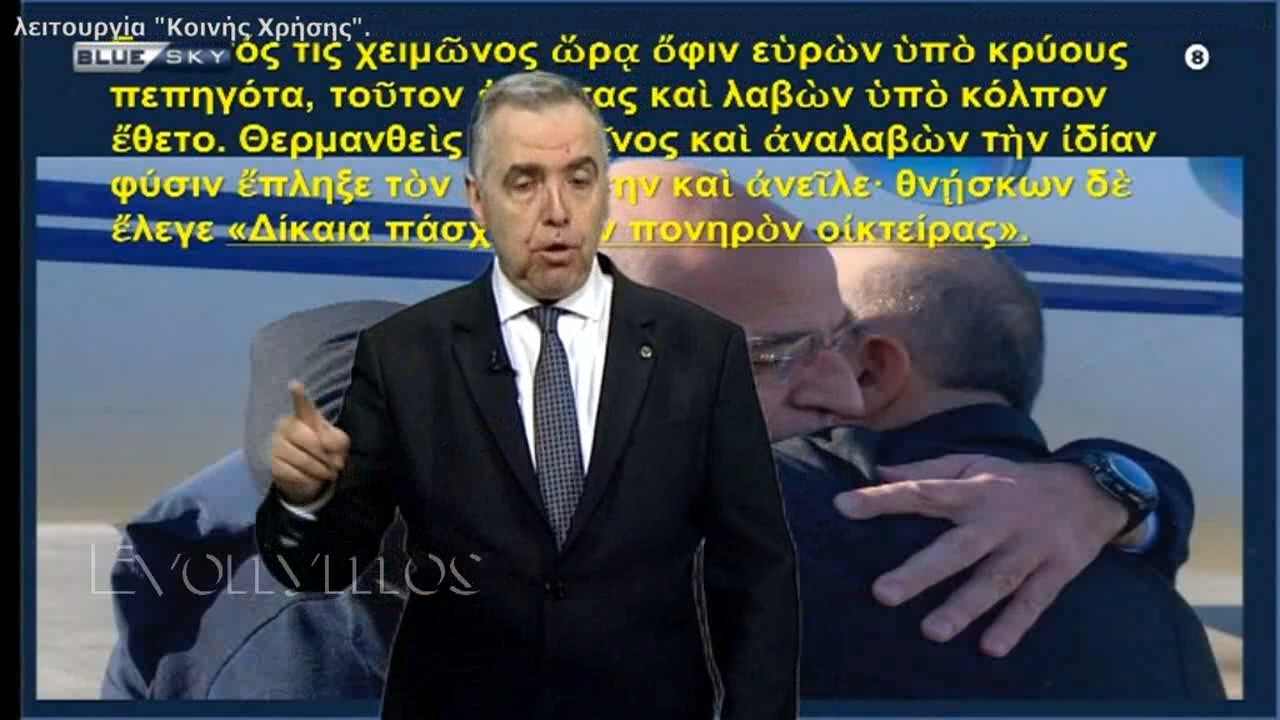 λειτουργία "Κοινής Χρήσης".
BLUE SKY
8
τις χειμῶνος ὥρᾳ ὄφιν εὑρὼν ὑπὸ κρύους
πεπηγότα, τοῦτον καὶ λαβὼν ὑπὸ κόλπον
ἔθετο. Θερμανθεὶς καὶ ἀναλαβὼν τὴν ἰδίαν
φύσιν ἔπληξε τὸν καὶ ἀνεῖλε· θνῄσκων δὲ
ἔλεγε «Δίκαια πονηρὸν οἰκτείρας».